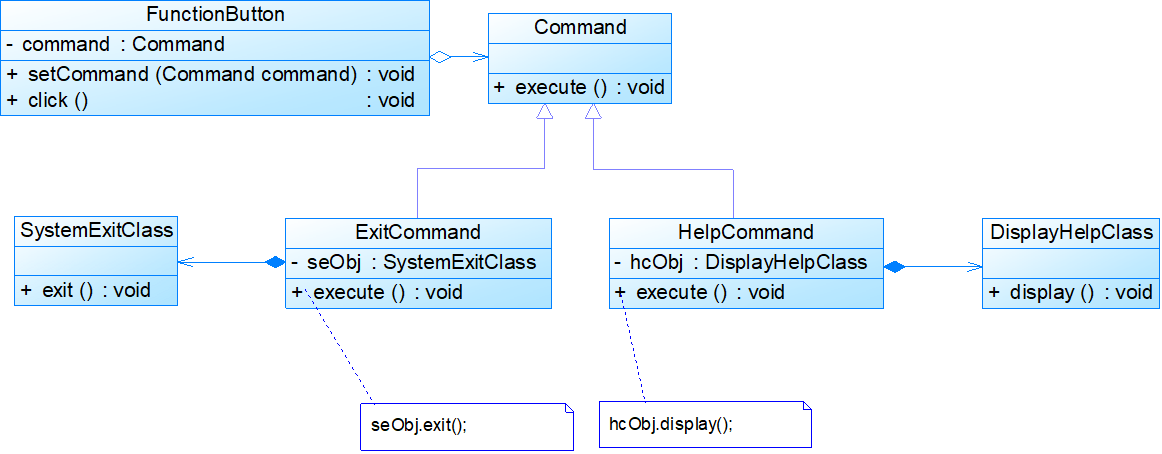 FunctionButton
- command : Command
+ setCommand (Command command) : void
+ click () : void
Command
+ execute () : void
SystemExitClass
+ exit () : void
ExitCommand
- seObj : SystemExitClass
+ execute () : void
HelpCommand
- hcObj : DisplayHelpClass
+ execute () : void
DisplayHelpClass
+ display () : void
seObj.exit();
hcObj.display();